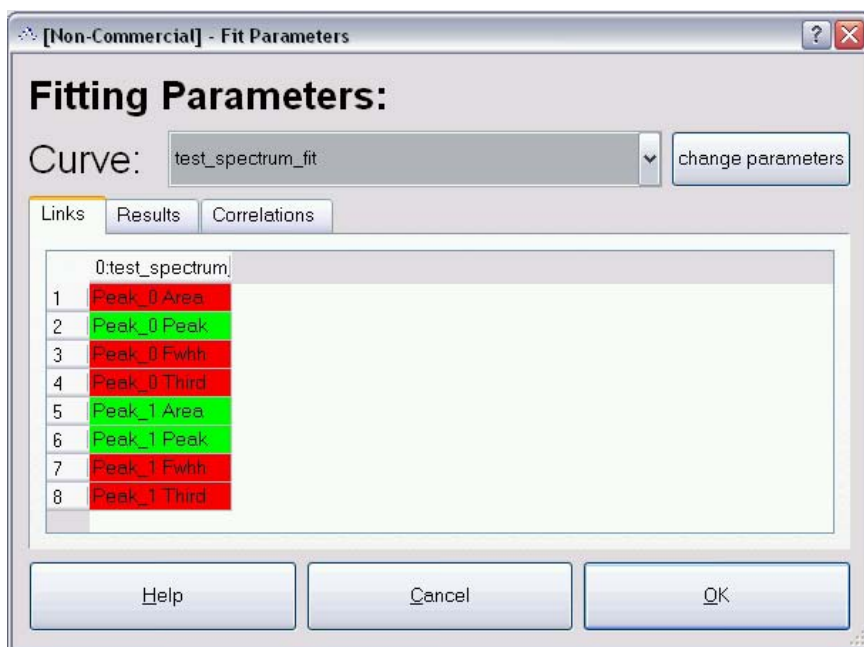 [Non-Commercial] - Fit Parameters
Fitting Parameters:
Curve: test_spectrum_fit change parameters
Links Results Correlations
0:test_spectrum
1 Peak_0 Area
2 Peak_0 Peak
3 Peak_0 Fwhh
4 Peak_0 Third
5 Peak_1 Area
6 Peak_1 Peak
7 Peak_1 Fwhh
8 Peak_1 Third
Help Cancel OK